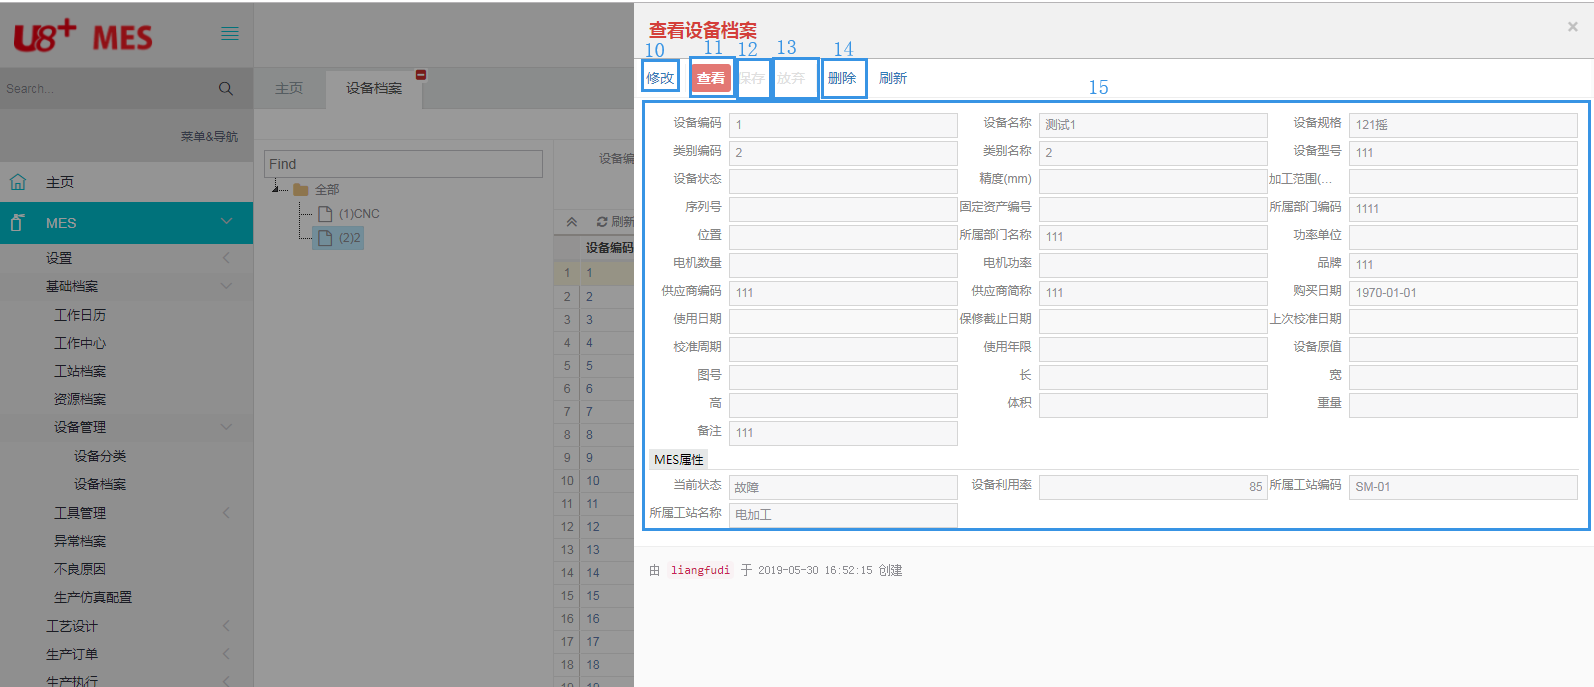 U8+ MES
Search...
菜单&导航
主页
MES
设置
基础档案
工作日历
工作中心
工站档案
资源档案
设备管理
设备分类
设备档案
工具管理
异常档案
不良原因
生产仿真配置
工艺设计
生产订单
生产执行
主页 设备档案
Find
全部
(1)CNC
(2)2
设备编
刷新
设备编码
1 1
2 2
3 3
4 4
5 5
6 6
7 7
8 8
9 9
10 10
11 11
12 12
13 13
14 14
15 15
16 16
17 17
18 18
19 19
查看设备档案 ×
10 11 12 13 14
修改 查看 保存 放弃 删除 刷新
15
设备编码 1 设备名称 测试1 设备规格 121摇
类别编码 2 类别名称 2 设备型号 111
设备状态 精度(mm) 加工范围(...
序列号 固定资产编号 所属部门编码 1111
位置 所属部门名称 111 功率单位
电机数量 电机功率 品牌 111
供应商编码 111 供应商简称 111 购买日期 1970-01-01
使用日期 保修截止日期 上次校准日期
校准周期 使用年限 设备原值
图号 长 宽
高 体积 重量
备注 111
MES属性
当前状态 故障 设备利用率 85 所属工站编码 SM-01
所属工站名称 电加工
由 liangfudi 于 2019-05-30 16:52:15 创建